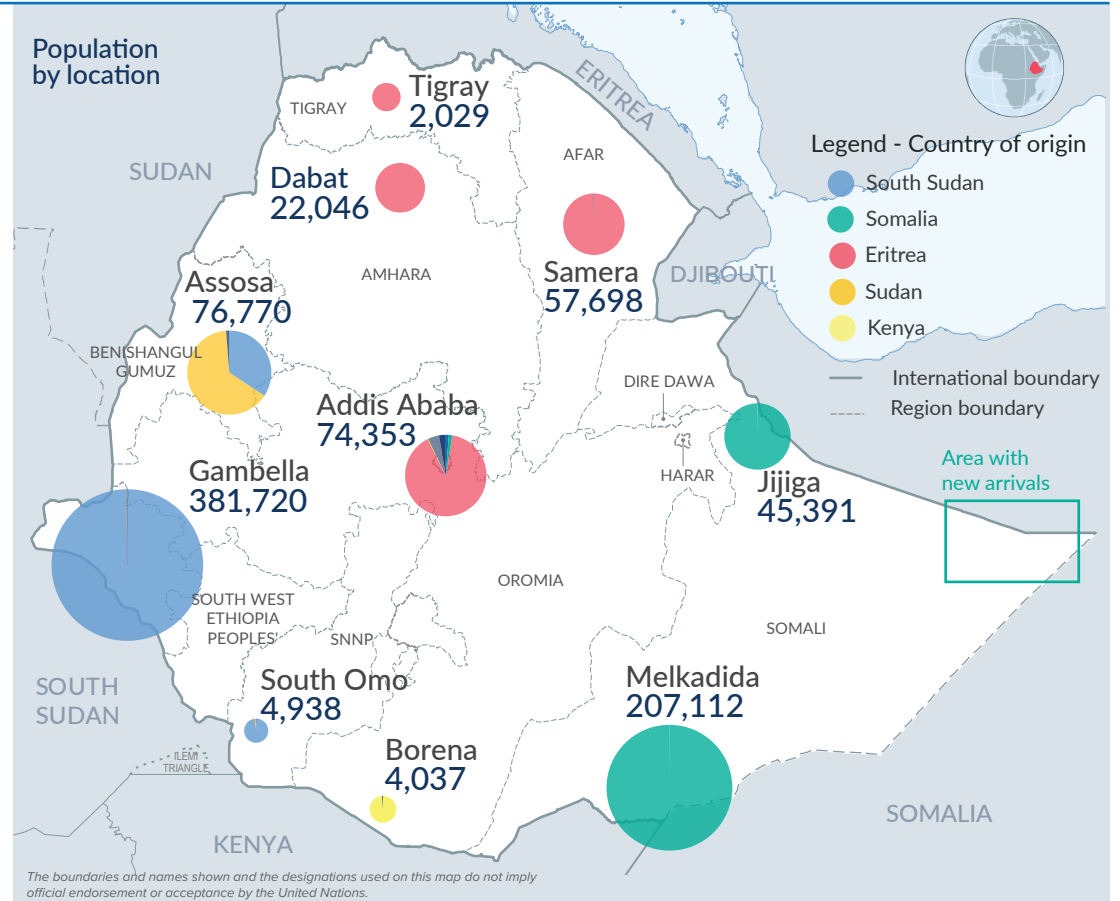 Population
by location
Tigray
2,029
TIGRAY
ERITREA
Legend - Country of origin
South Sudan
Somalia
Eritrea
Sudan
Kenya
International boundary
Region boundary
SUDAN
AFAR
Dabat
22,046
AMHARA
Samera
57,698
DJIBOUTI
Assosa
76,770
BENISHANGUL
GUMUZ
DIRE DAWA
Addis Ababa
74,353
HARAR
Jijiga
45,391
Area with
new arrivals
Gambella
381,720
OROMIA
SOUTH WEST
ETHIOPIA
PEOPLES'
SNNP
SOMALI
SOUTH
SUDAN
South Omo
4,938
Melkadida
207,112
ILEMI
TRIANGLE
Borena
4,037
KENYA
SOMALIA
The boundaries and names shown and the designations used on this map do not imply
official endorsement or acceptance by the United Nations.